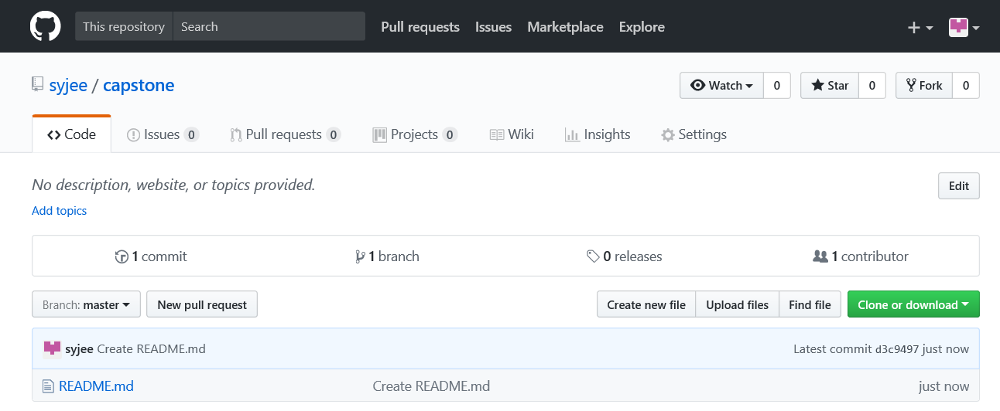 This repository Search Pull requests Issues Marketplace Explore
syjee / capstone Watch 0 Star 0 Fork 0
Code Issues 0 Pull requests 0 Projects 0 Wiki Insights Settings
No description, website, or topics provided. Edit
Add topics
1 commit 1 branch 0 releases 1 contributor
Branch: master New pull request Create new file Upload files Find file Clone or download
syjee Create README.md Latest commit d3c9497 just now
README.md Create README.md just now